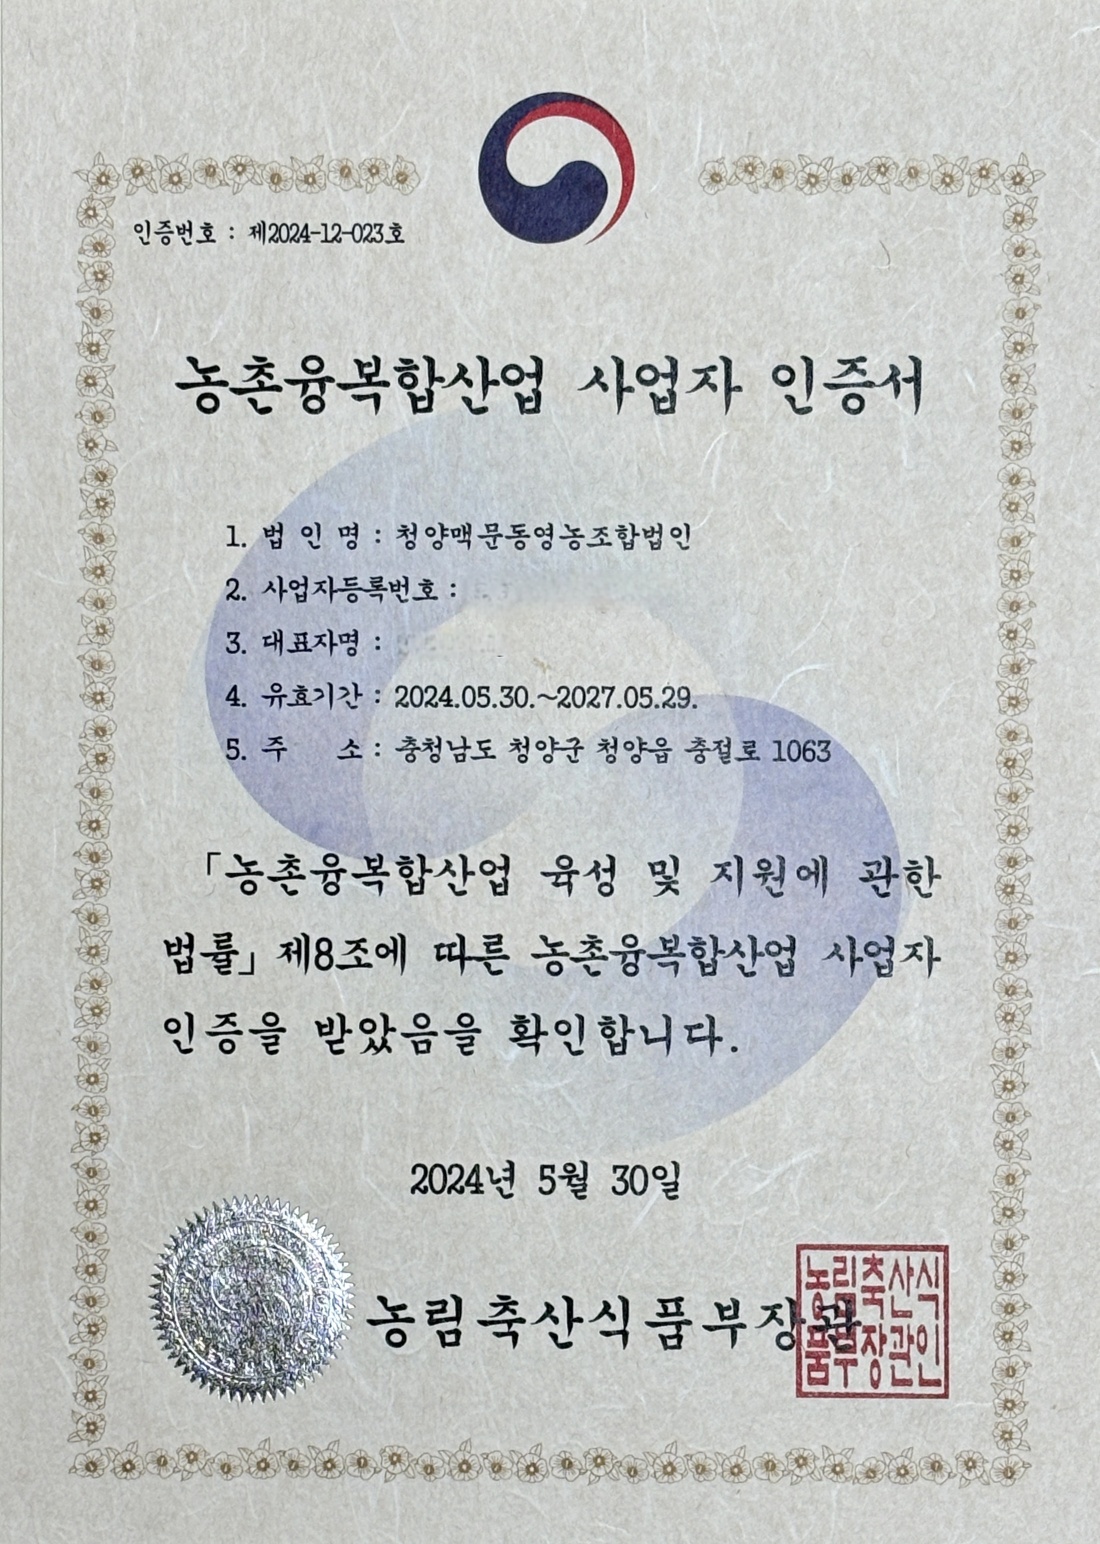 인증번호 : 제2024-12-023호
농촌융복합산업 사업자 인증서
1. 법 인 명 : 청양맥문동영농조합법인
2. 사업자등록번호 :
3. 대표자명 :
4. 유효기간 : 2024.05.30.~2027.05.29.
5. 주 소 : 충청남도 청양군 청양읍 충절로 1063
「농촌융복합산업 육성 및 지원에 관한
법률」 제8조에 따른 농촌융복합산업 사업자
인증을 받았음을 확인합니다.
2024년 5월 30일
농림축산식품부장관
농림축산식
품부장관인